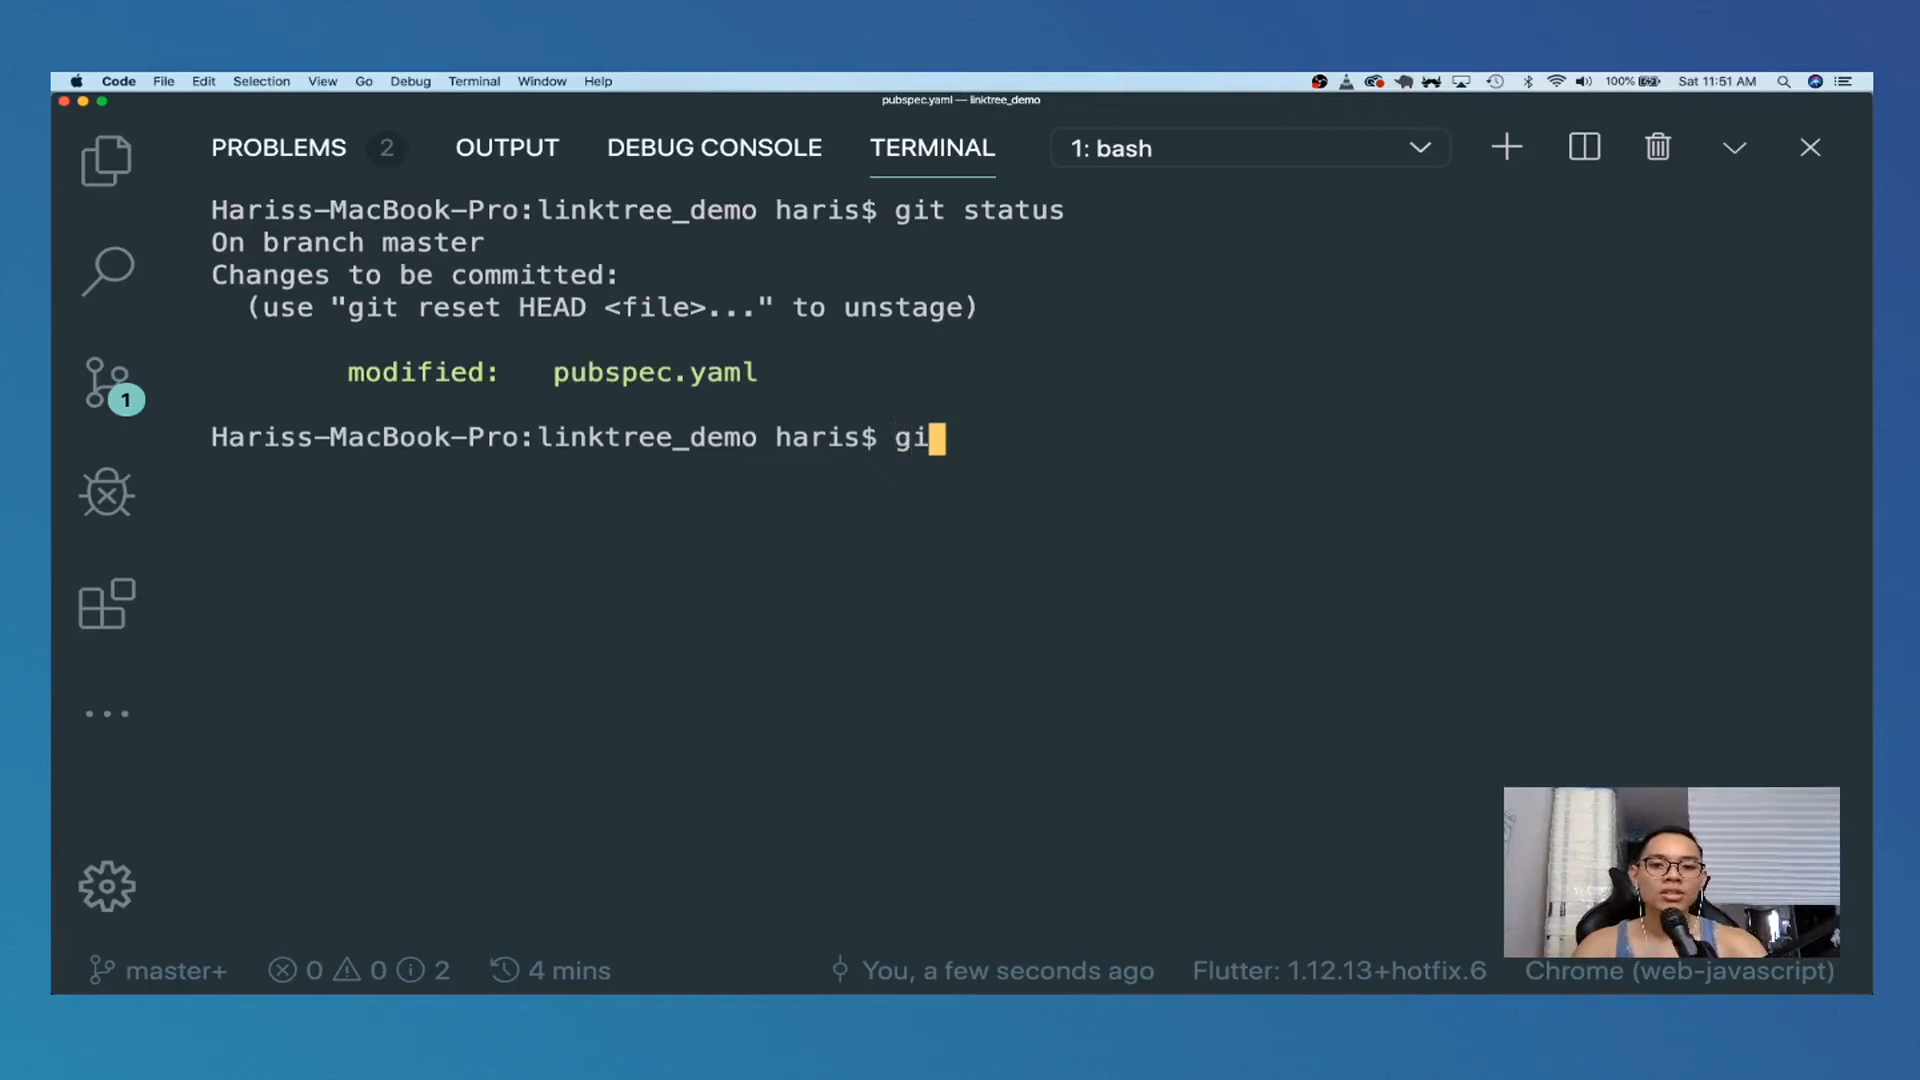 Code File Edit Selection View Go Debug Terminal Window Help 100% Sat 11:51 AM
pubspec.yaml — linktree_demo
PROBLEMS 2 OUTPUT DEBUG CONSOLE TERMINAL 1: bash
Hariss-MacBook-Pro:linktree_demo haris$ git status
On branch master
Changes to be committed:
(use "git reset HEAD <file>..." to unstage)
modified: pubspec.yaml
1
Hariss-MacBook-Pro:linktree_demo haris$ gi
master+ 0 0 2 4 mins You, a few seconds ago Flutter: 1.12.13+hotfix.6 Chrome (web-javascript)